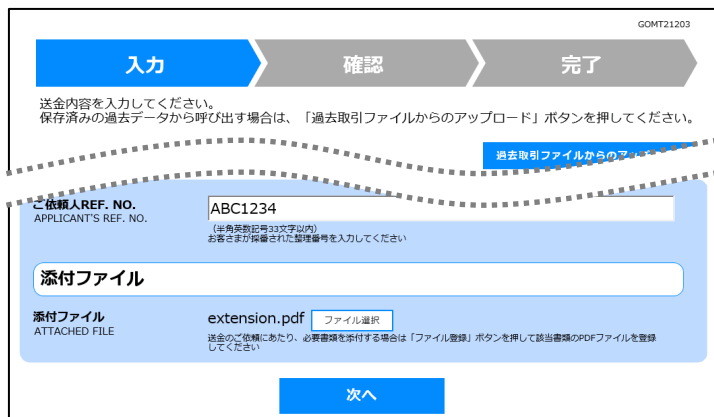 GOMT21203
入力
確認
完了
送金内容を入力してください。
保存済みの過去データから呼び出す場合は、「過去取引ファイルからのアップロード」ボタンを押してください。
過去取引ファイルからのアッ
ご依頼人REF. NO.
APPLICANT'S REF. NO.
ABC1234
(半角英数記号33文字以内)
お客さまが採番された整理番号を入力してください
添付ファイル
添付ファイル
ATTACHED FILE
extension.pdf
ファイル選択
送金のご依頼にあたり、必要書類を添付する場合は「ファイル登録」ボタンを押して該当書類のPDFファイルを登録
してください
次へ